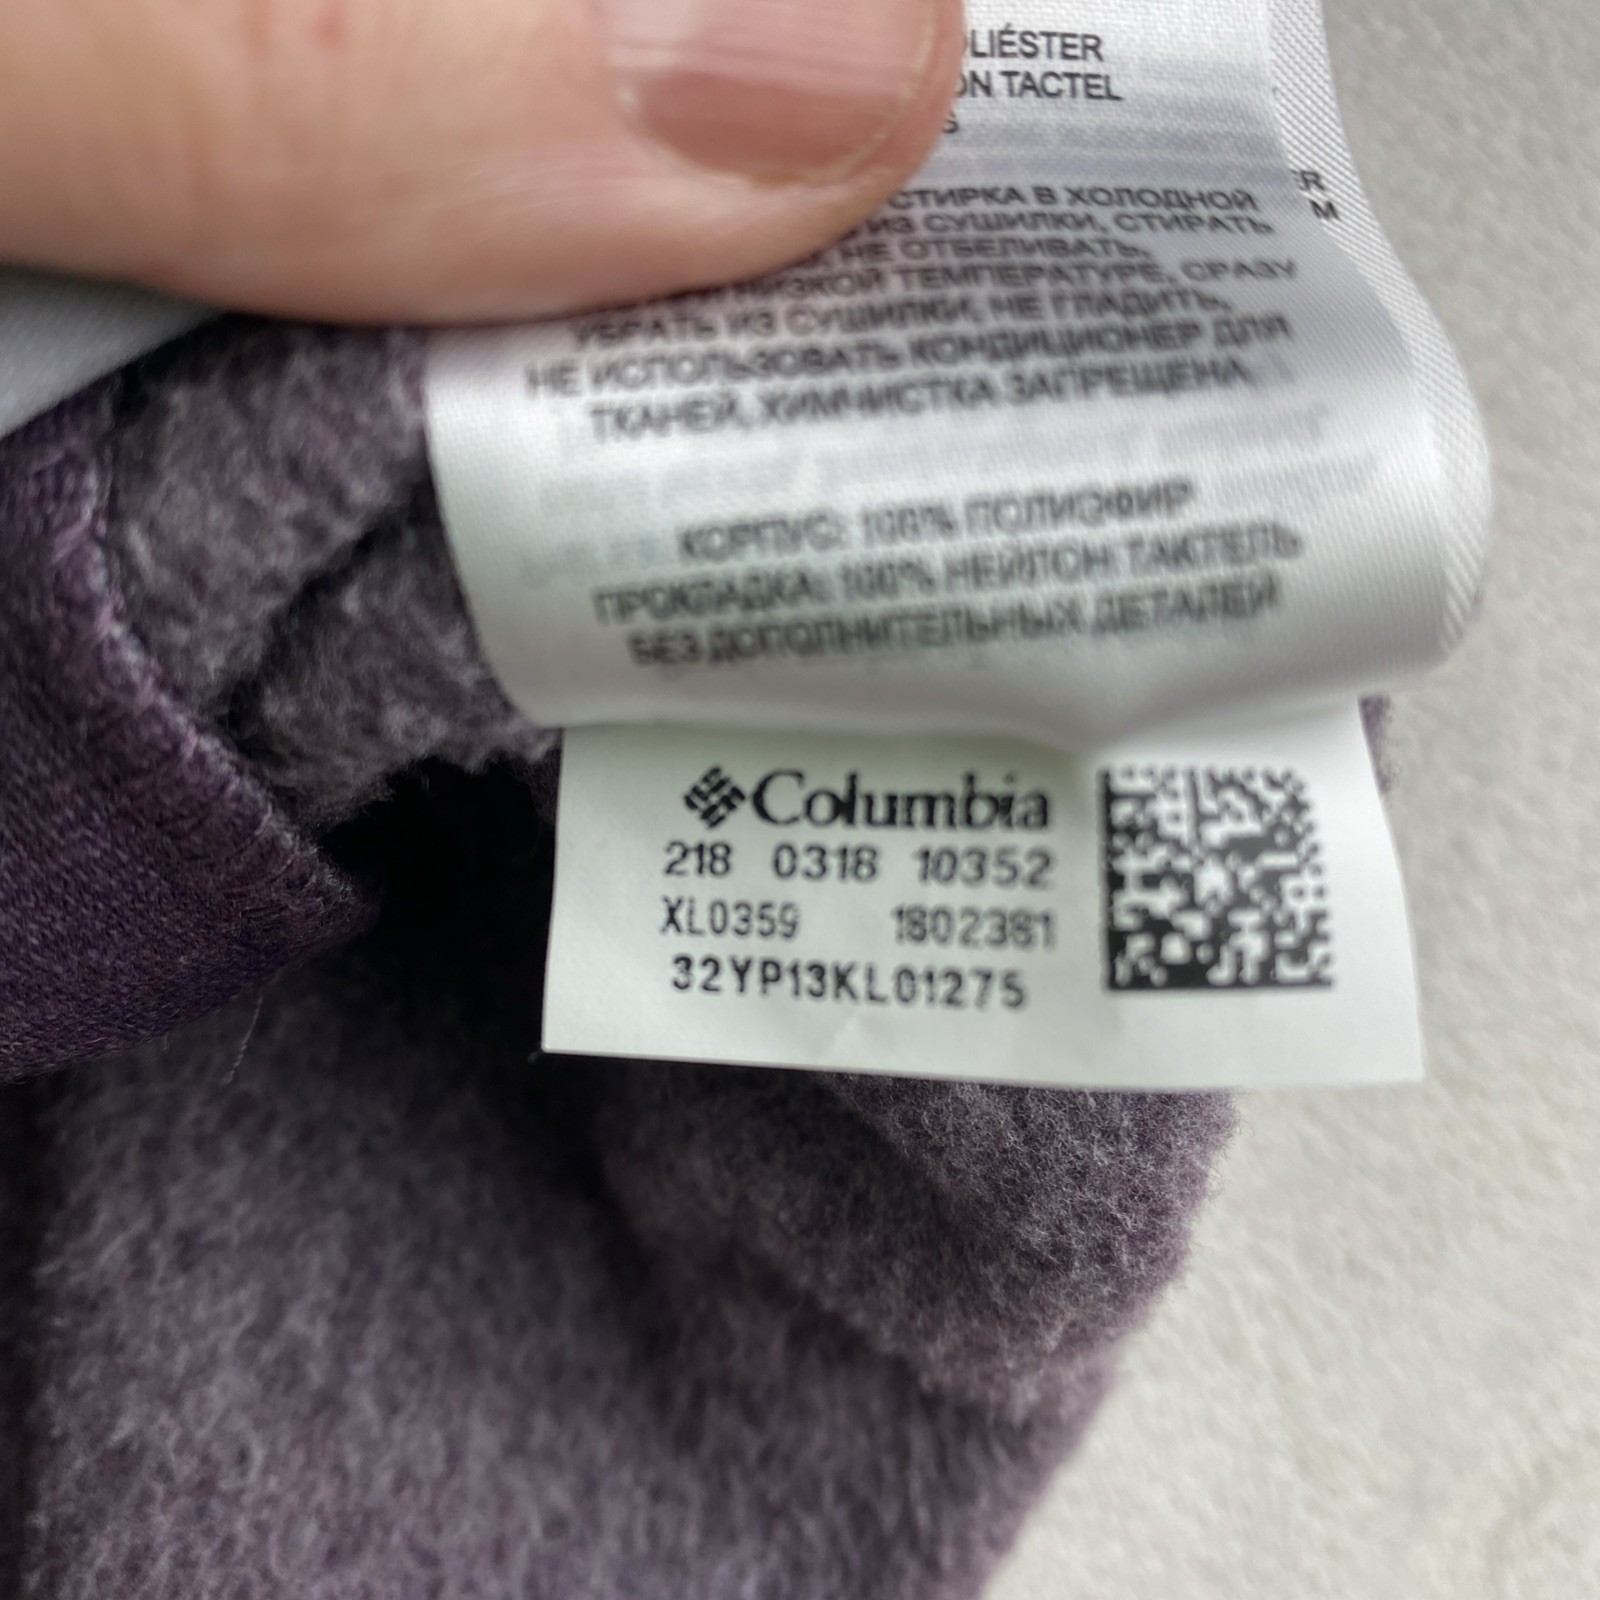 LIÉSTER
ON TACTEL
S
ER
M
СТИРКА В ХОЛОДНОЙ
ИЗ СУШИЛКИ, СТИРАТЬ
НЕ ОТБЕЛИВАТЬ,
НИЗКОЙ ТЕМПЕРАТУРЕ, СРАЗУ
УБРАТЬ ИЗ СУШИЛКИ, НЕ ГЛАДИТЬ,
НЕ ИСПОЛЬЗОВАТЬ КОНДИЦИОНЕР ДЛЯ
ТКАНЕЙ, ХИМЧИСТКА ЗАПРЕЩЕНА
КОРПУС: 100% ПОЛИЭФИР
ПРОКЛАДКА: 100% НЕЙЛОН ТАКТЕЛЬ
БЕЗ ДОПОЛНИТЕЛЬНЫХ ДЕТАЛЕЙ
Columbia
218 0318 10352
XL0359 1802381
32YP13KL01275